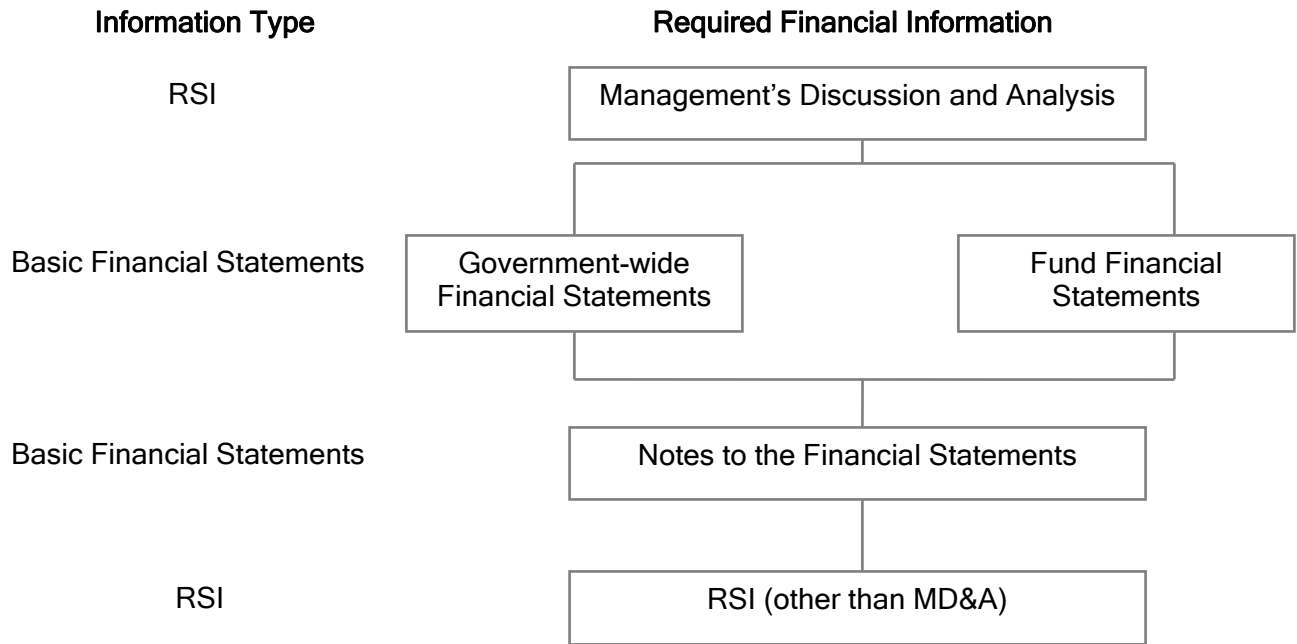 Information Type
Required Financial Information
RSI
Management’s Discussion and Analysis
Basic Financial Statements
Government-wide
Financial Statements
Fund Financial
Statements
Basic Financial Statements
Notes to the Financial Statements
RSI
RSI (other than MD&A)